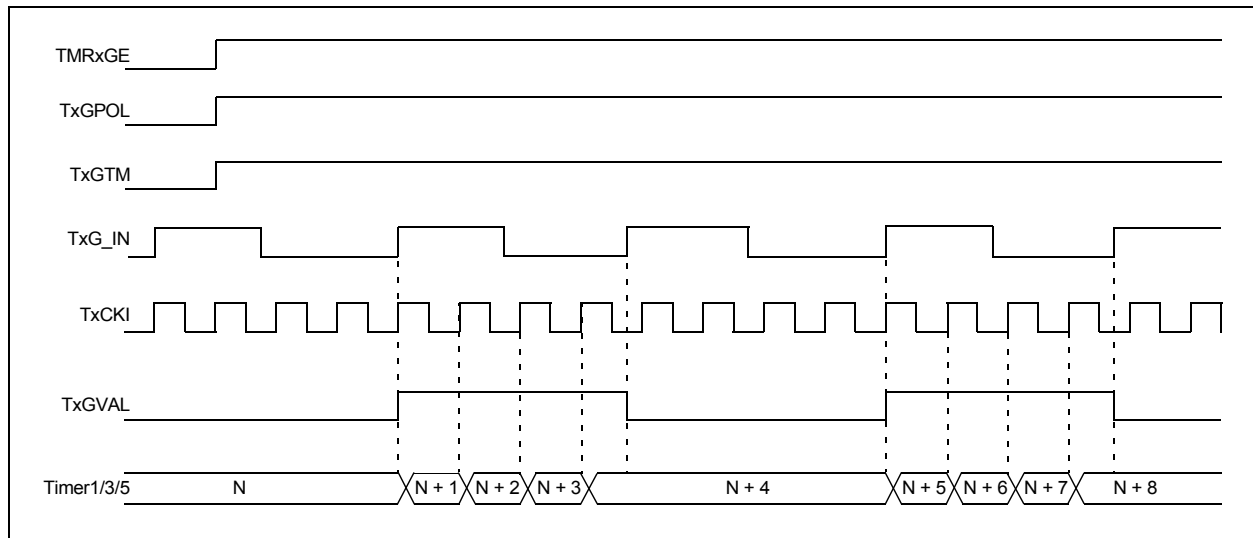 TMRxGE
TxGPOL
TxGTM
TxG_IN
TxCKI
TxGVAL
Timer1/3/5 N N + 1 N + 2 N + 3 N + 4 N + 5 N + 6 N + 7 N + 8